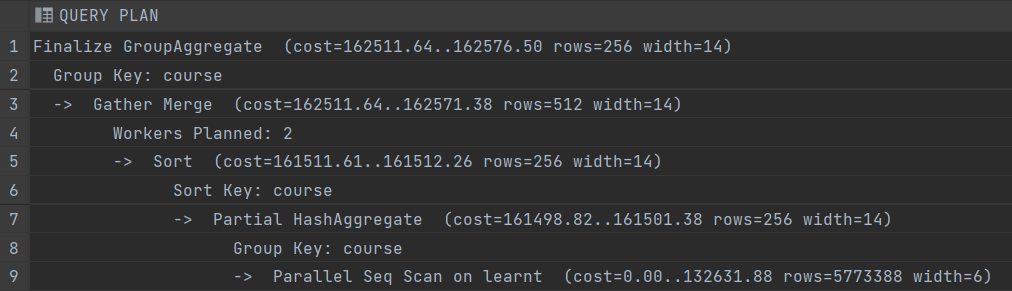 QUERY PLAN
1 Finalize GroupAggregate (cost=162511.64..162576.50 rows=256 width=14)
2 Group Key: course
3 -> Gather Merge (cost=162511.64..162571.38 rows=512 width=14)
4 Workers Planned: 2
5 -> Sort (cost=161511.61..161512.26 rows=256 width=14)
6 Sort Key: course
7 -> Partial HashAggregate (cost=161498.82..161501.38 rows=256 width=14)
8 Group Key: course
9 -> Parallel Seq Scan on learnt (cost=0.00..132631.88 rows=5773388 width=6)